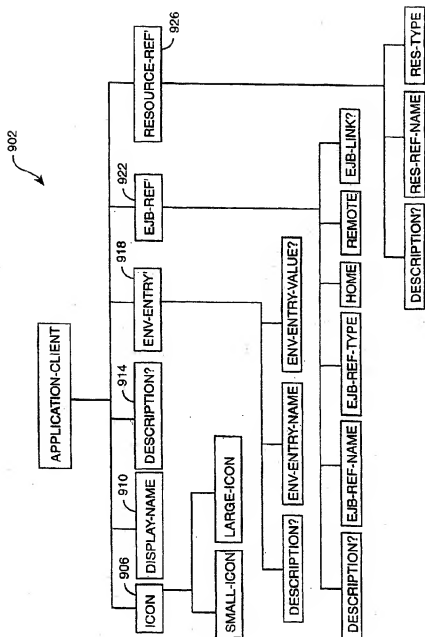 902
APPLICATION-CLIENT
906
910
914
918
922
926
ICON
DISPLAY-NAME
DESCRIPTION?
ENV-ENTRY'
EJB-REF'
RESOURCE-REF'
SMALL-ICON
LARGE-ICON
DESCRIPTION?
ENV-ENTRY-NAME
ENV-ENTRY-VALUE?
DESCRIPTION?
EJB-REF-NAME
EJB-REF-TYPE
HOME
REMOTE
EJB-LINK?
DESCRIPTION?
RES-REF-NAME
RES-TYPE